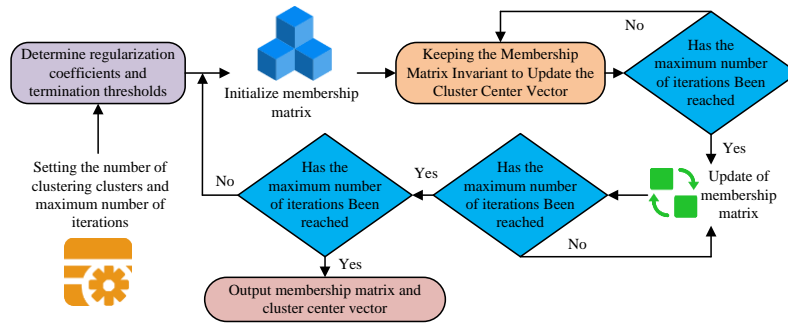 Determine regularization
coefficients and
termination thresholds
Initialize membership
matrix
Keeping the Membership
Matrix Invariant to Update the
Cluster Center Vector
No
Has the
maximum number
of iterations Been
reached
Yes
Update of
membership
matrix
Has the
maximum number
of iterations Been
reached
No
Yes
Has the
maximum number
of iterations Been
reached
No
Yes
Setting the number of
clustering clusters and
maximum number of
iterations
Output membership matrix and
cluster center vector